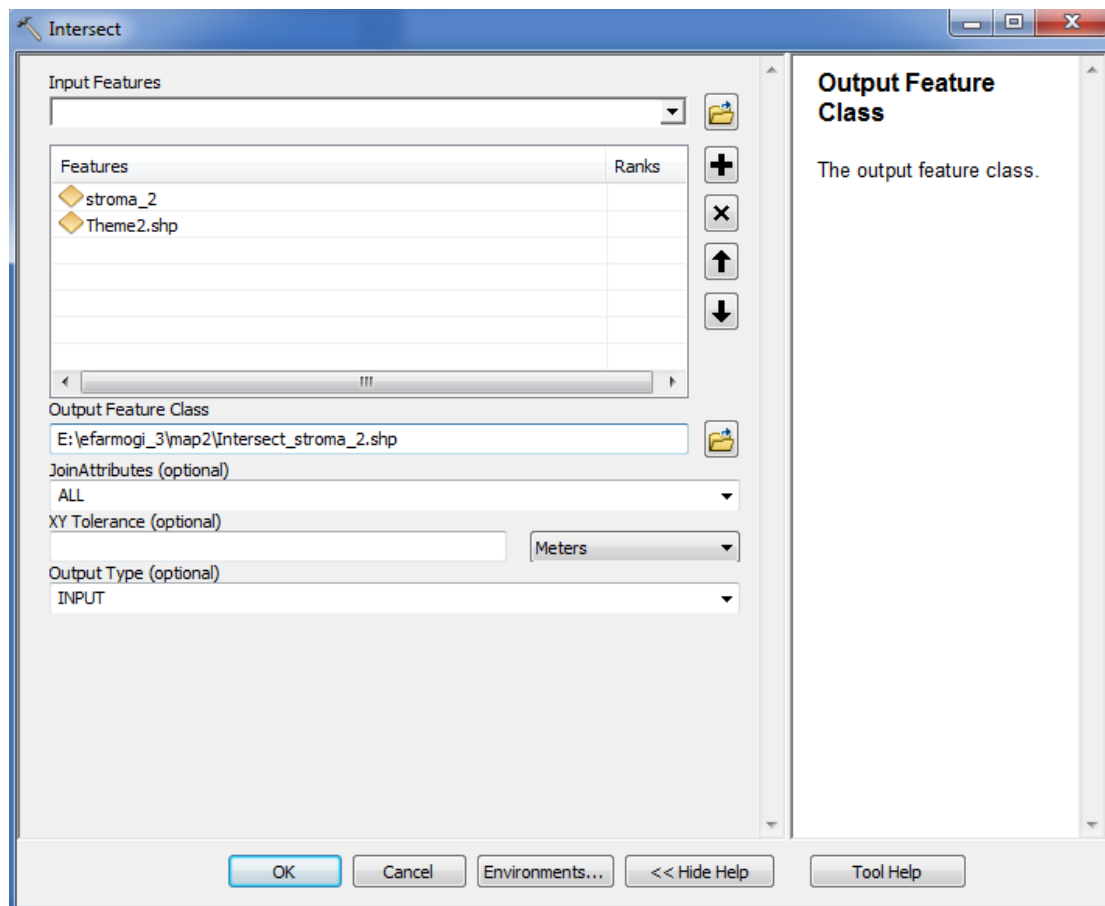 Intersect
Input Features
Features Ranks
stroma_2
Theme2.shp
Output Feature Class
E:\efarmogi_3\map2\Intersect_stroma_2.shp
JoinAttributes (optional)
ALL
XY Tolerance (optional)
Meters
Output Type (optional)
INPUT
OK Cancel Environments... << Hide Help Tool Help
Output Feature
Class
The output feature class.